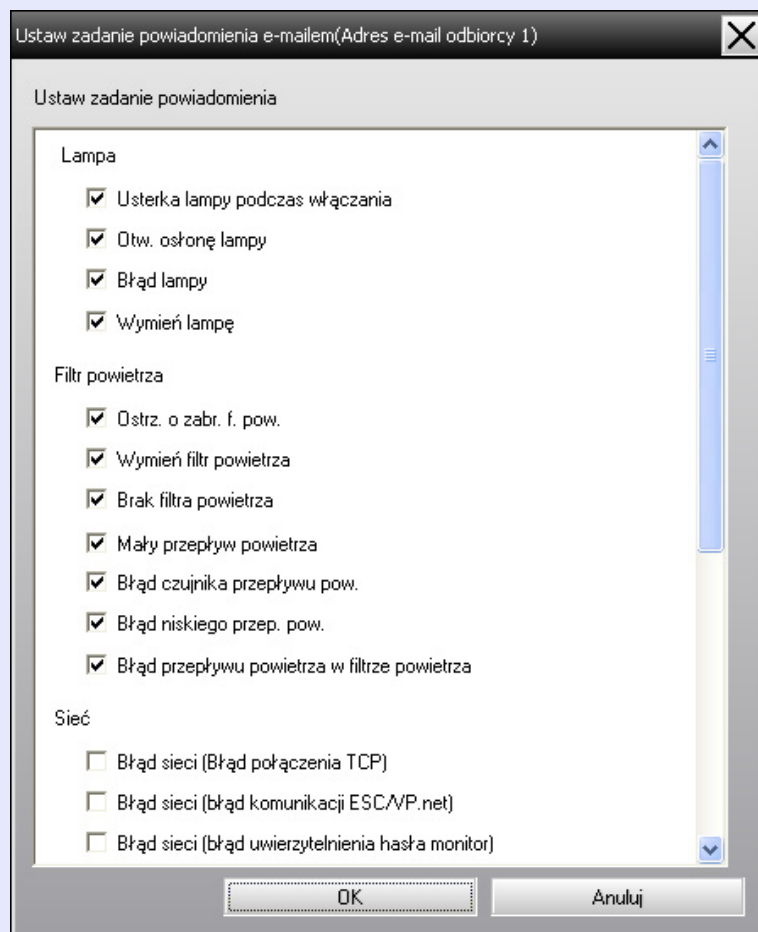 Ustaw zadanie powiadomienia e-mailem(Adres e-mail odbiorcy 1)
Ustaw zadanie powiadomienia
Lampa
Usterka lampy podczas włączania
Otw. osłonę lampy
Błąd lampy
Wymień lampę
Filtr powietrza
Ostrz. o zabr. f. pow.
Wymień filtr powietrza
Brak filtra powietrza
Mały przepływ powietrza
Błąd czujnika przepływu pow.
Błąd niskiego przep. pow.
Błąd przepływu powietrza w filtrze powietrza
Sieć
Błąd sieci (Błąd połączenia TCP)
Błąd sieci (błąd komunikacji ESC/VP.net)
Błąd sieci (błąd uwierzytelnienia hasła monitor)
OK
Anuluj